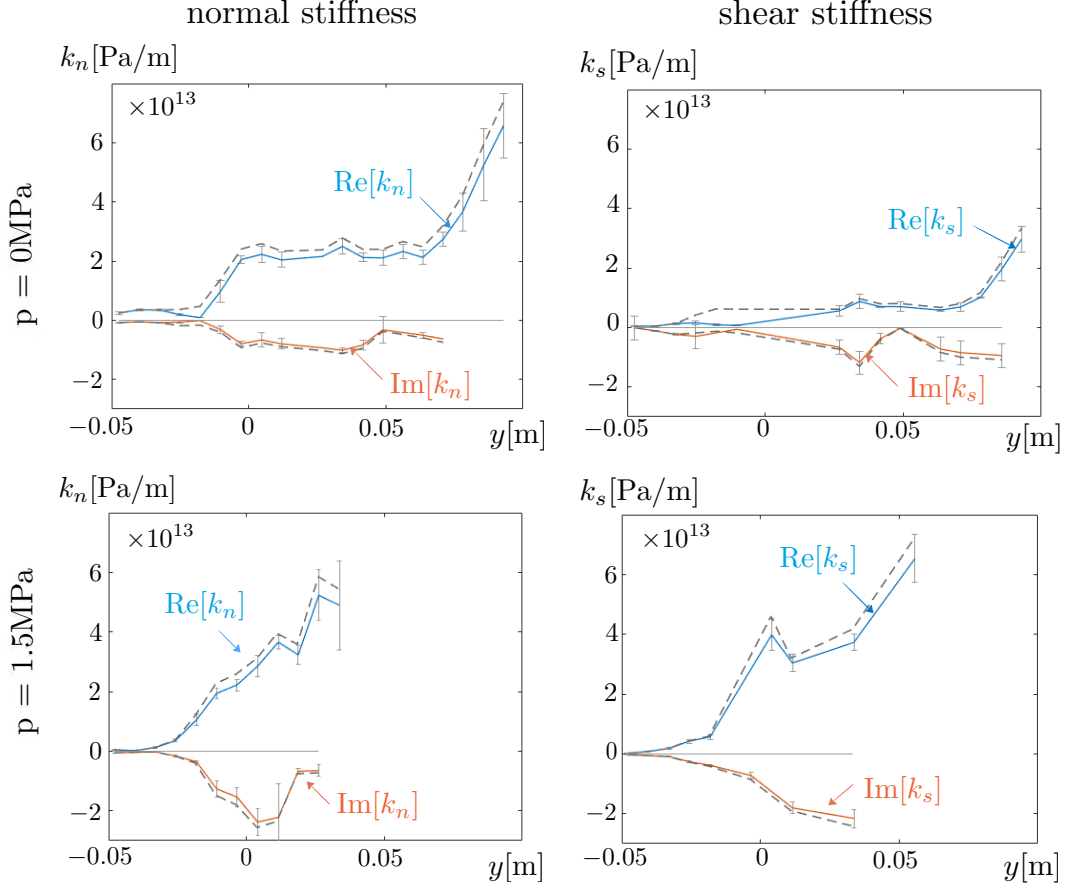 normal stiffness
shear stiffness
p = 0MPa
k_n[Pa/m]
×10^13
6
4
2
0
−2
Re[k_n]
Im[k_n]
−0.05
0
0.05
y[m]
k_s[Pa/m]
×10^13
6
4
2
0
−2
Re[k_s]
Im[k_s]
−0.05
0
0.05
y[m]
p = 1.5MPa
k_n[Pa/m]
×10^13
6
4
2
0
−2
Re[k_n]
Im[k_n]
−0.05
0
0.05
y[m]
k_s[Pa/m]
×10^13
6
4
2
0
−2
Re[k_s]
Im[k_s]
−0.05
0
0.05
y[m]